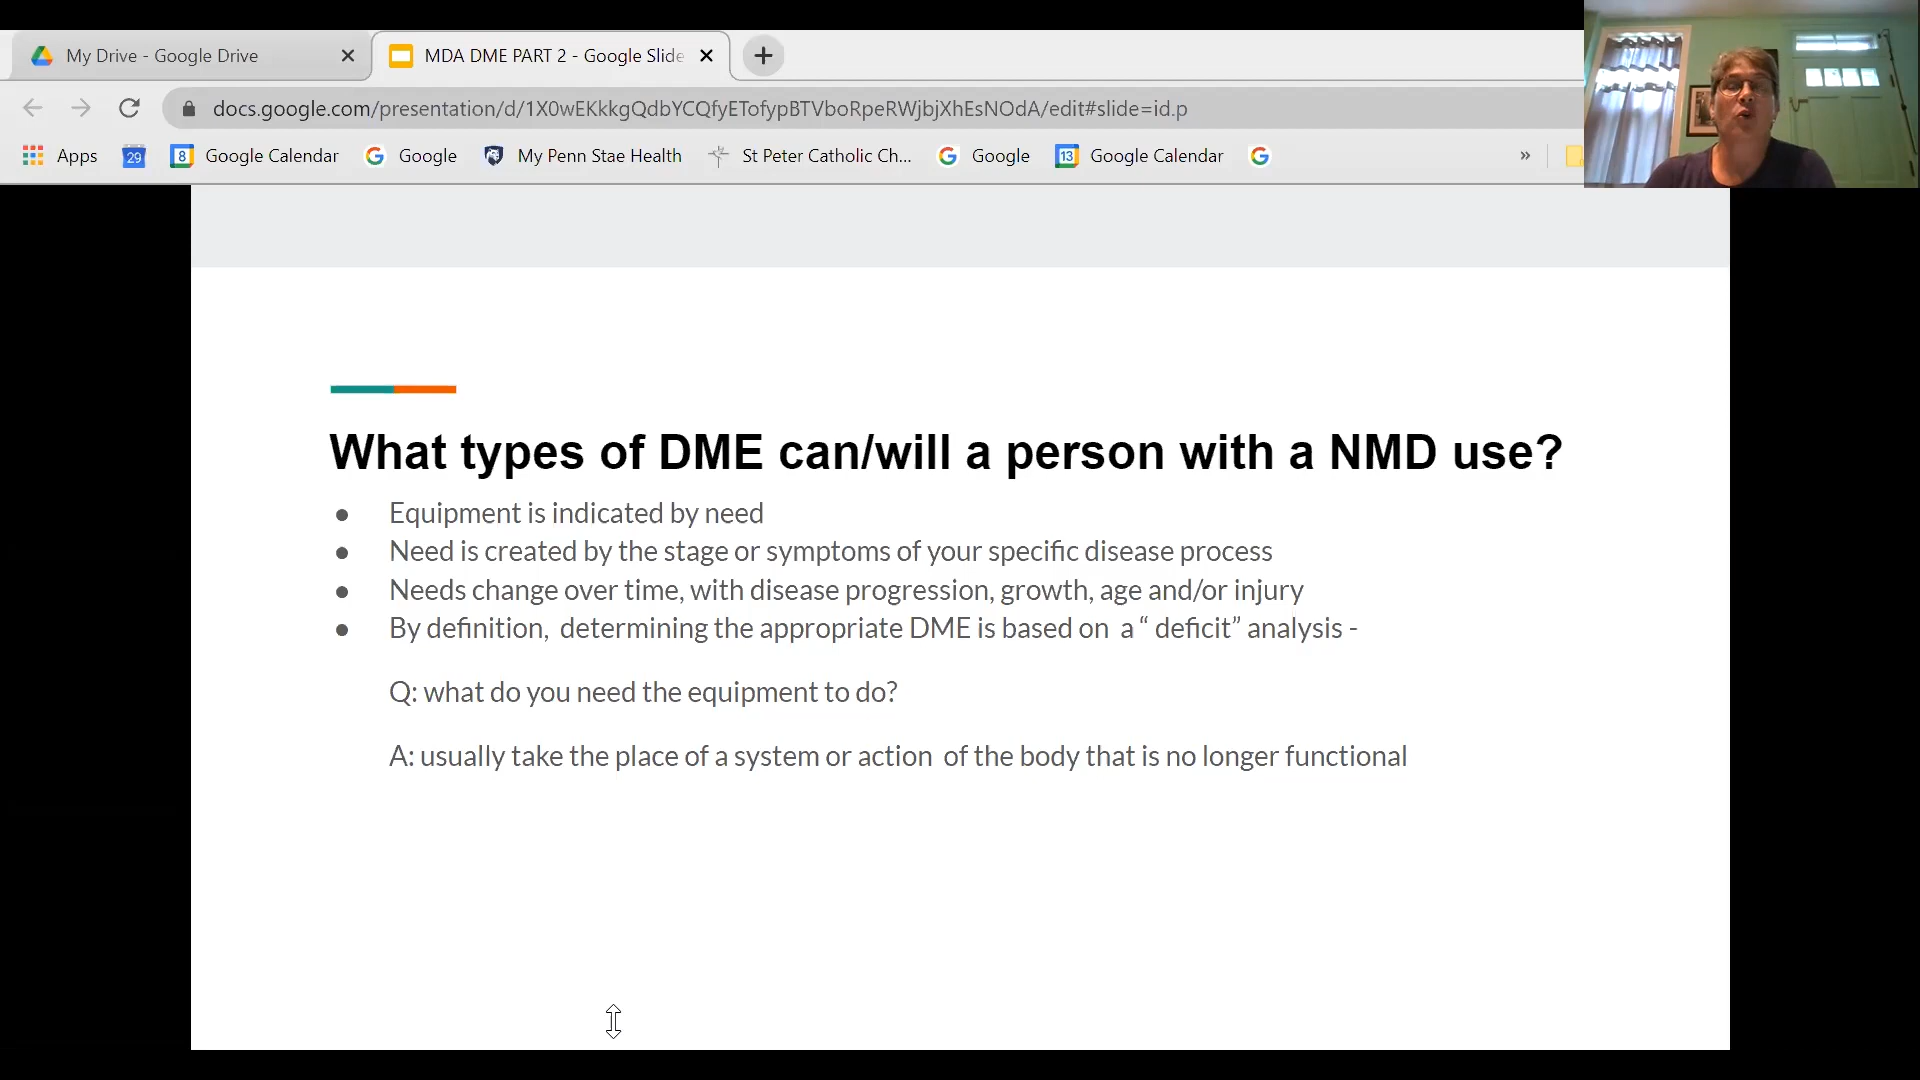 My Drive - Google Drive
MDA DME PART 2 - Google Slide
docs.google.com/presentation/d/1X0wEKkkgQdbYCQfyETofypBTVboRpeRWjbjXhEsNOdA/edit#slide=id.p
Apps 29 8 Google Calendar Google My Penn Stae Health St Peter Catholic Ch... Google 13 Google Calendar »
What types of DME can/will a person with a NMD use?
● Equipment is indicated by need
● Need is created by the stage or symptoms of your specific disease process
● Needs change over time, with disease progression, growth, age and/or injury
● By definition, determining the appropriate DME is based on a “ deficit” analysis -
Q: what do you need the equipment to do?
A: usually take the place of a system or action of the body that is no longer functional